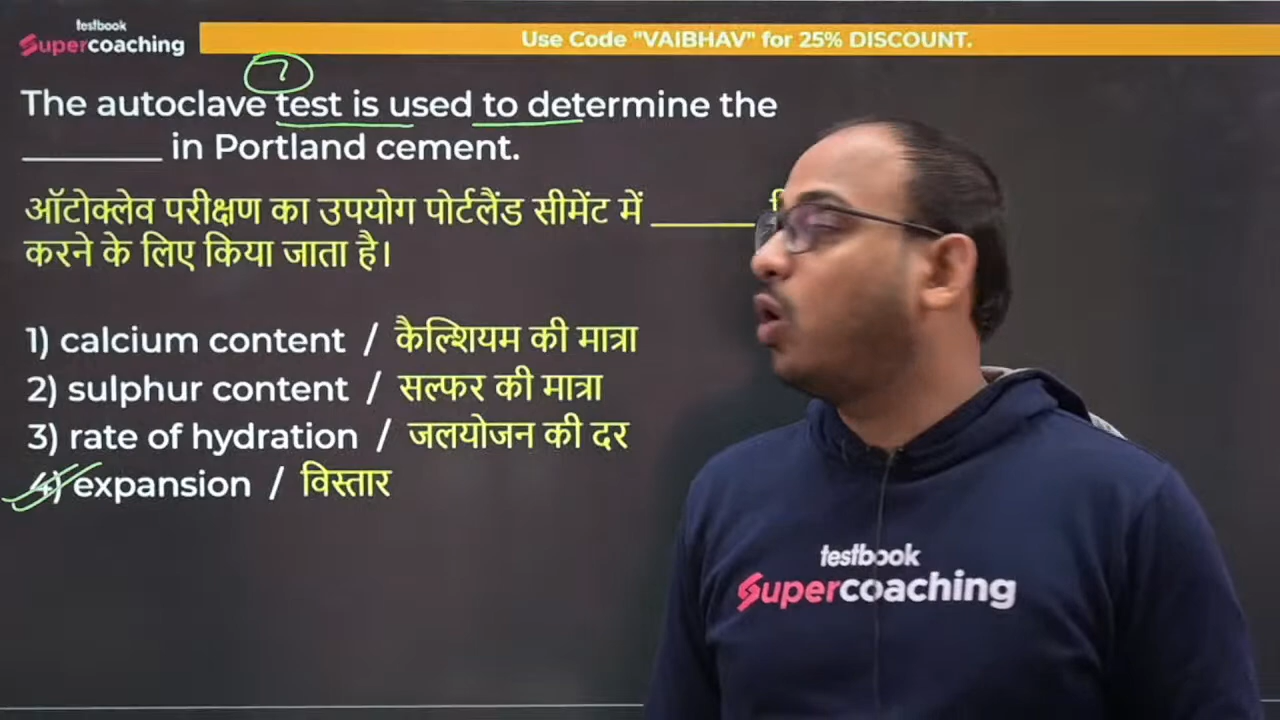 testbook
Supercoaching
Use Code "VAIBHAV" for 25% DISCOUNT.
The autoclave test is used to determine the
_______ in Portland cement.
ऑटोक्लेव परीक्षण का उपयोग पोर्टलैंड सीमेंट में _______
करने के लिए किया जाता है।
1) calcium content / कैल्शियम की मात्रा
2) sulphur content / सल्फर की मात्रा
3) rate of hydration / जलयोजन की दर
4) expansion / विस्तार
testbook
Supercoaching